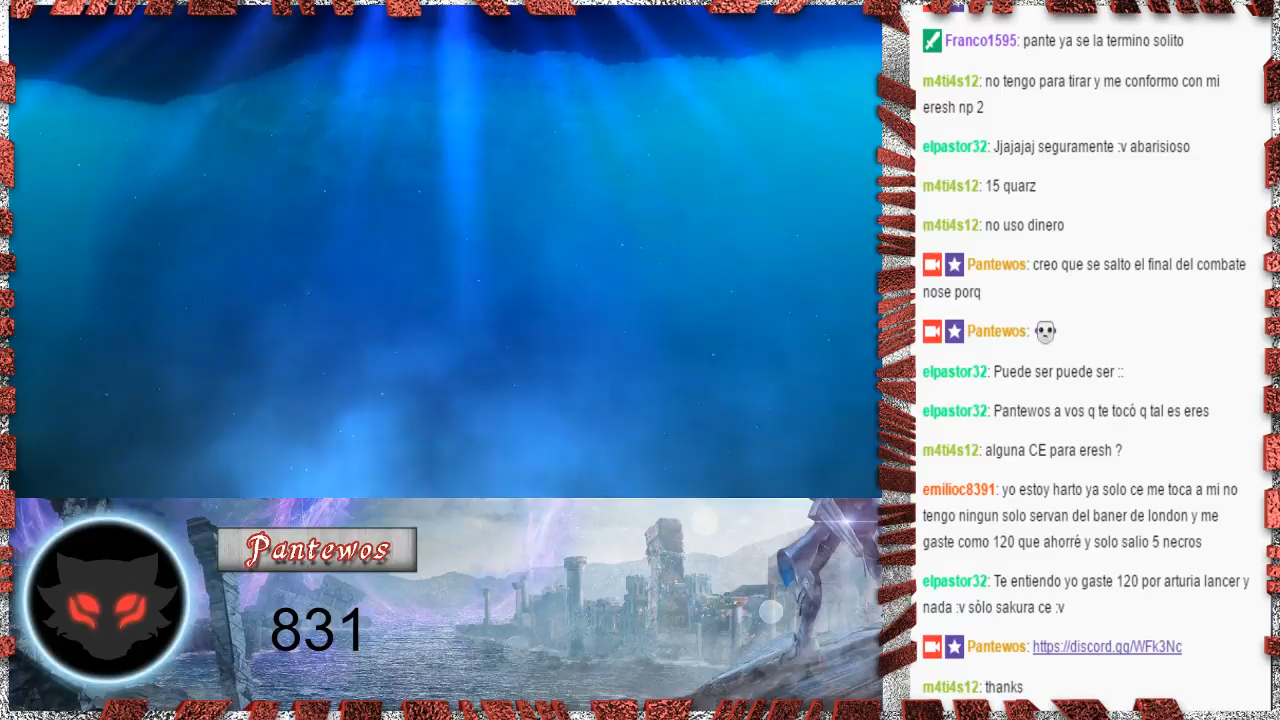 Pantewos
831
Franco1595: pante ya se la termino solito
m4ti4s12: no tengo para tirar y me conformo con mi
eresh np 2
elpastor32: Jjajajaj seguramente :v abarisioso
m4ti4s12: 15 quarz
m4ti4s12: no uso dinero
Pantewos: creo que se salto el final del combate
nose porq
Pantewos:
elpastor32: Puede ser puede ser ::
elpastor32: Pantewos a vos q te tocó q tal es eres
m4ti4s12: alguna CE para eresh ?
emilioc8391: yo estoy harto ya solo ce me toca a mi no
tengo ningun solo servan del baner de london y me
gaste como 120 que ahorré y solo salio 5 necros
elpastor32: Te entiendo yo gaste 120 por arturia lancer y
nada :v sólo sakura ce :v
Pantewos: https://discord.gg/WFk3Nc
m4ti4s12: thanks